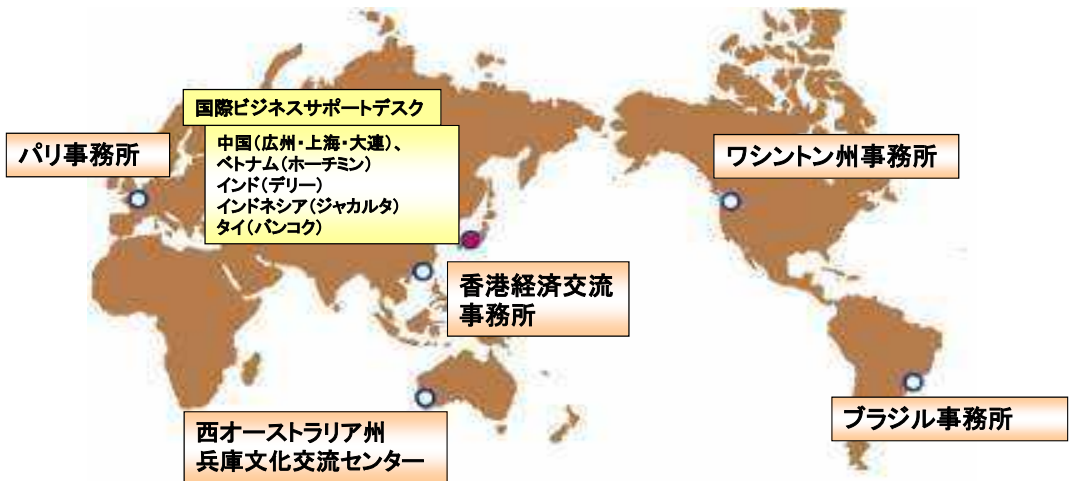 国際ビジネスサポートデスク
中国(広州・上海・大連)、
ベトナム(ホーチミン)
インド(デリー)
インドネシア(ジャカルタ)
タイ(バンコク)
パリ事務所
ワシントン州事務所
香港経済交流
事務所
西オーストラリア州
兵庫文化交流センター
ブラジル事務所